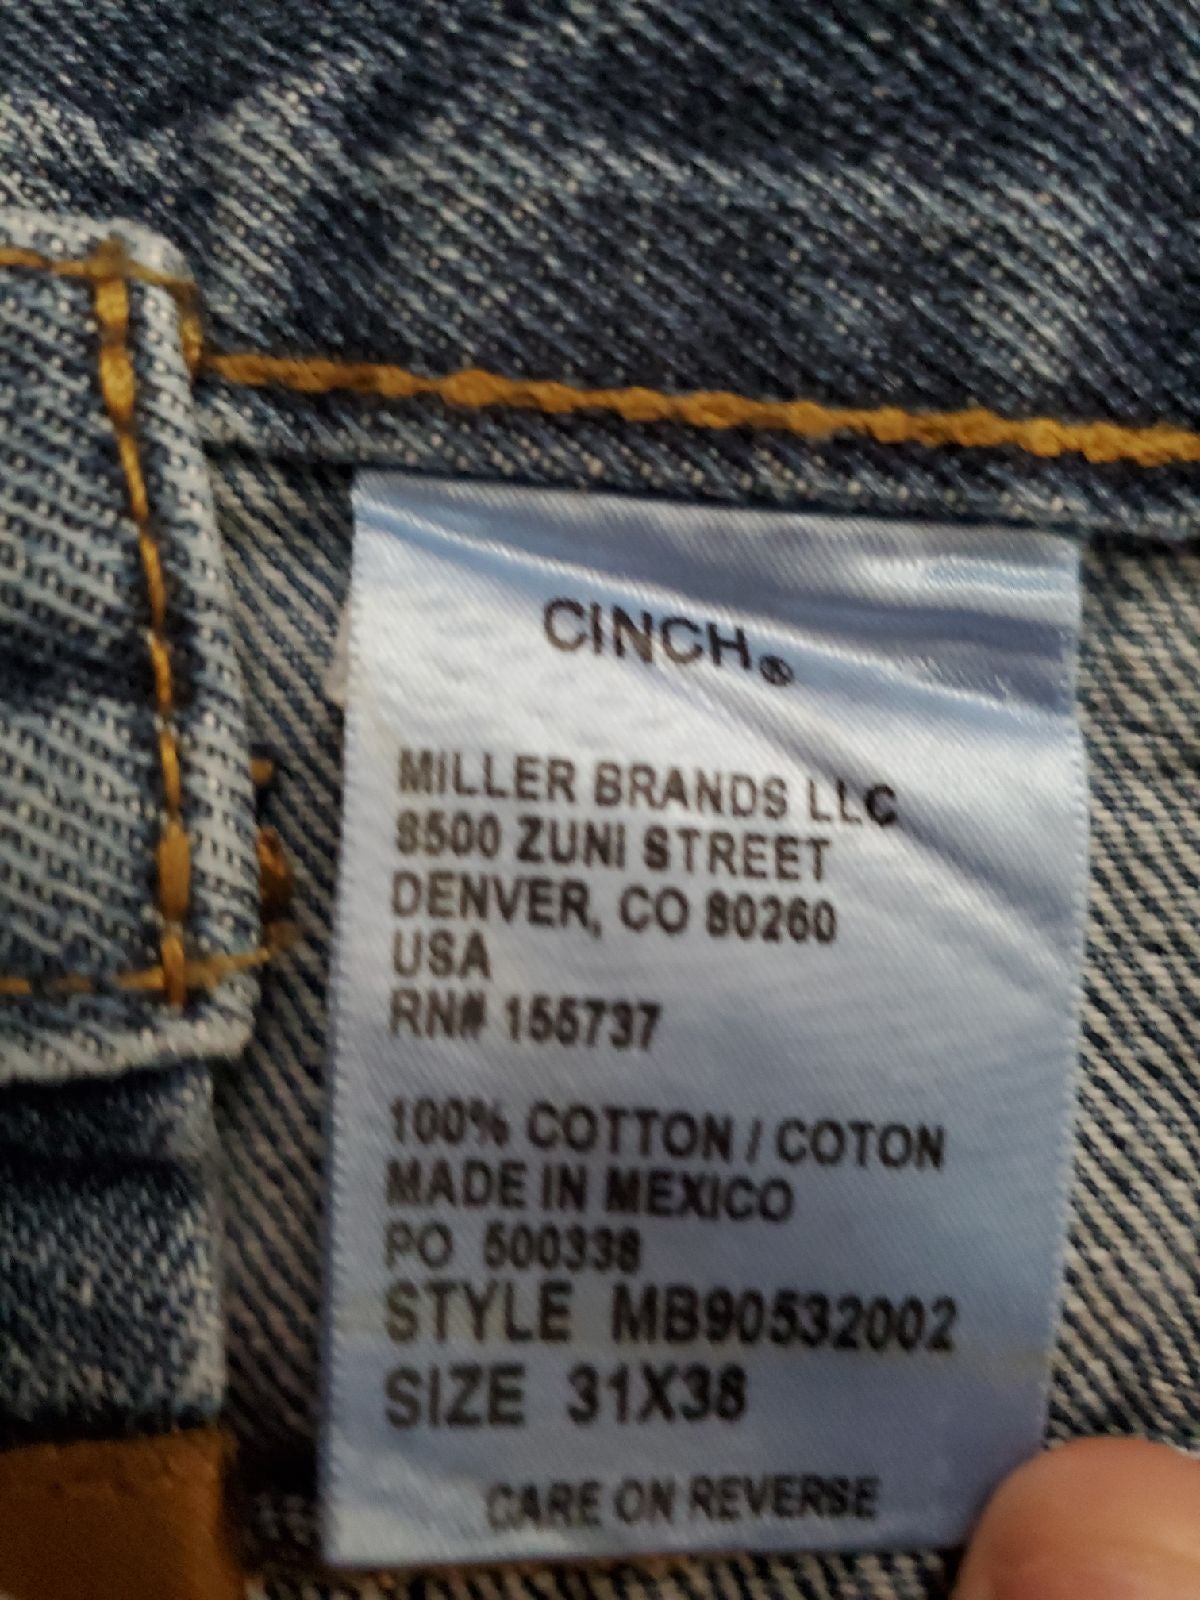 CINCH®
MILLER BRANDS LLC
8500 ZUNI STREET
DENVER, CO 80260
USA
RN# 155737
100% COTTON / COTON
MADE IN MEXICO
PO 500338
STYLE MB90532002
SIZE 31X38
CARE ON REVERSE